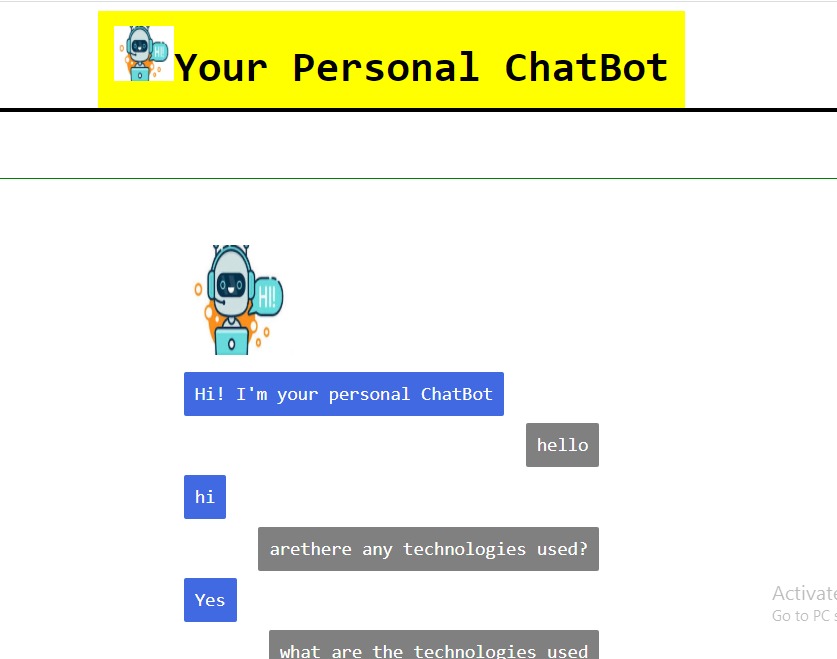 HI!
Your Personal ChatBot
HI!
Hi! I'm your personal ChatBot
hello
hi
arethere any technologies used?
Yes
Activate
Go to PC s
what are the technologies used